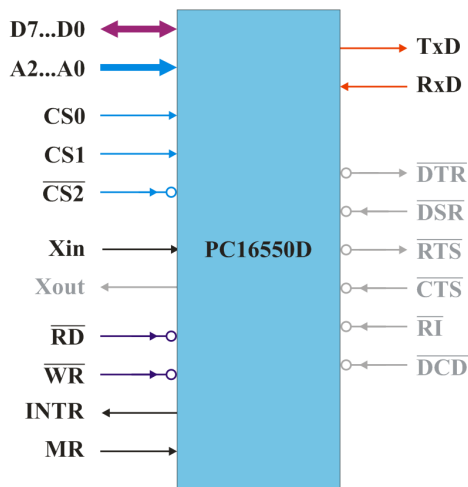 D7...D0
A2...A0
CS0
CS1
CS2
Xin
Xout
RD
WR
INTR
MR
PC16550D
TxD
RxD
DTR
DSR
RTS
CTS
RI
DCD